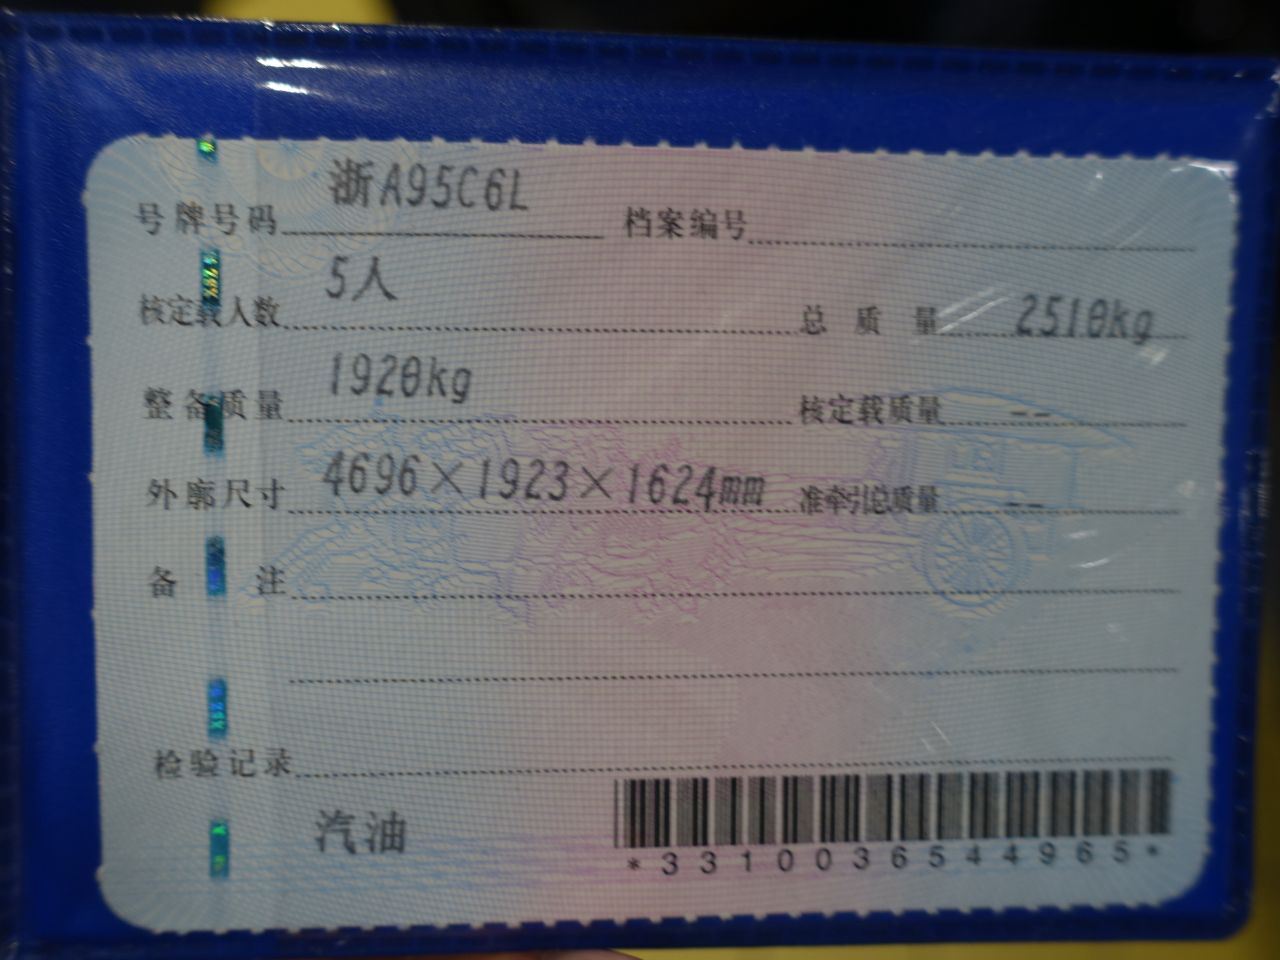 号牌号码 浙A95C6L 档案编号
核定载人数 5人 总质量 2510kg
整备质量 1920kg 核定载质量 --
外廓尺寸 4696×1923×1624mm 准牵引总质量 --
备注
检验记录
汽油
*3310036544965*